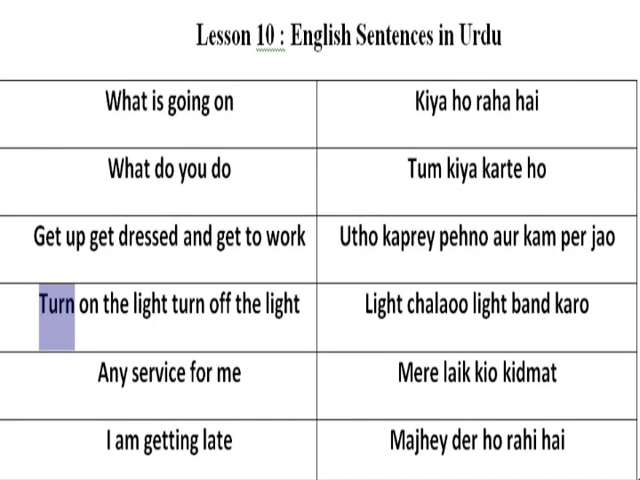 Lesson 10 : English Sentences in Urdu
What is going on Kiya ho raha hai
What do you do Tum kiya karte ho
Get up get dressed and get to work Utho kaprey pehno aur kam per jao
Turn on the light turn off the light Light chalaoo light band karo
Any service for me Mere laik kio kidmat
I am getting late Majhey der ho rahi hai